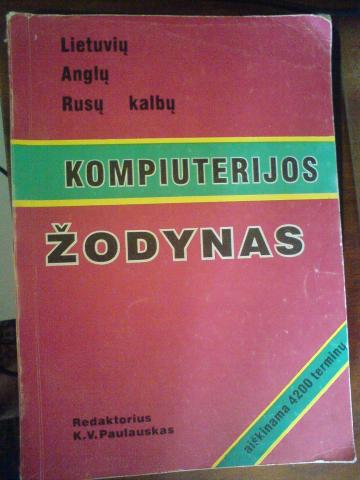 Lietuvių
Anglų
Rusų kalbų
KOMPIUTERIJOS
ŽODYNAS
aiškinama 4200 terminų
Redaktorius
K.V.Paulauskas